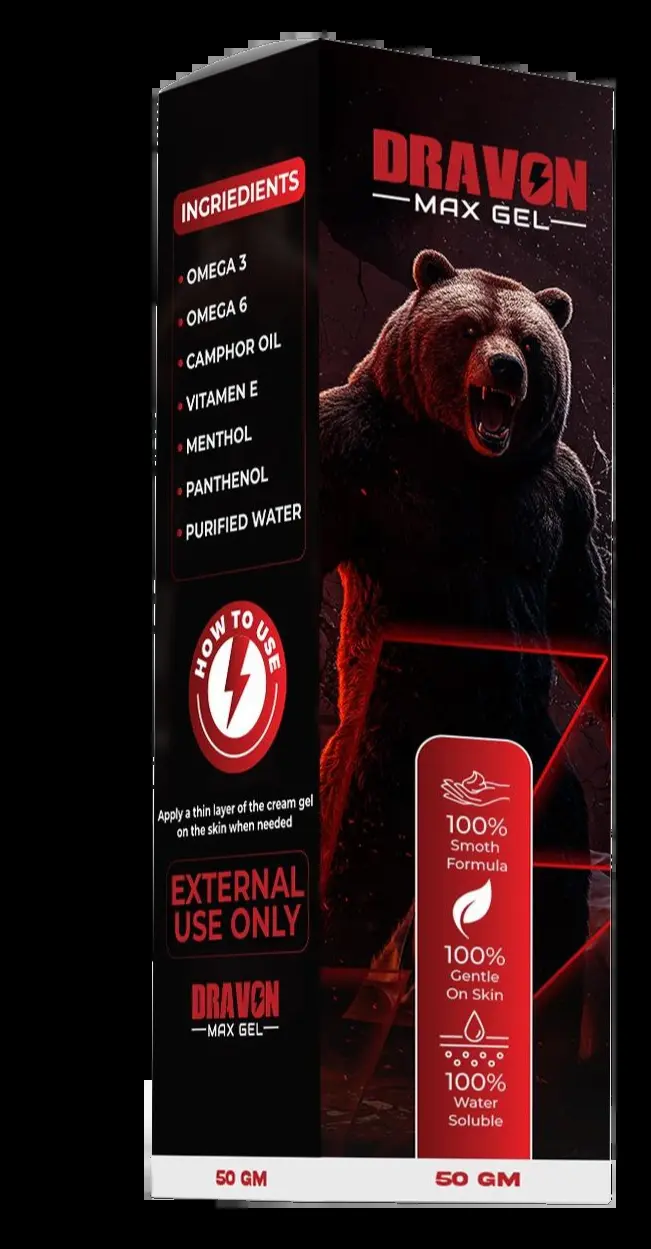 INGRIEDIENTS
OMEGA 3
OMEGA 6
CAMPHOR OIL
VITAMEN E
MENTHOL
PANTHENOL
PURIFIED WATER
HOW TO USE
Apply a thin layer of the cream gel
on the skin when needed
EXTERNAL
USE ONLY
DRAVON
MAX GEL
50 GM
DRAVON
MAX GEL
100%
Smoth
Formula
100%
Gentle
On Skin
100%
Water
Soluble
50 GM